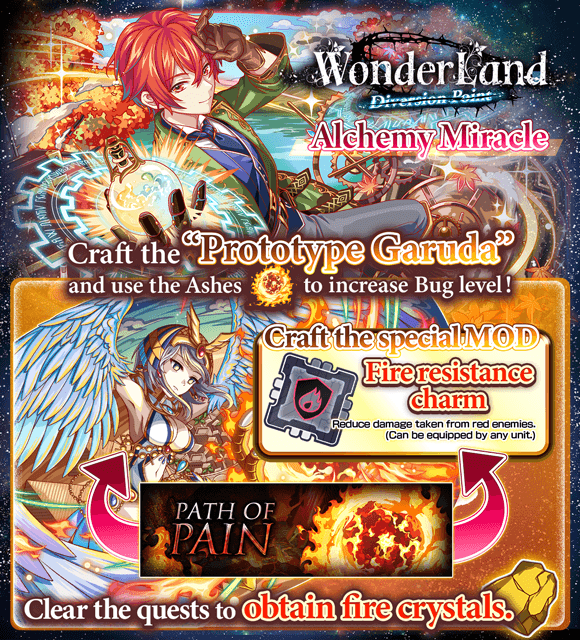 WonderLand
Diversion Point
Alchemy Miracle
Craft the “Prototype Garuda”
and use the Ashes to increase Bug level!
Craft the special MOD
Fire resistance
charm
Reduce damage taken from red enemies.
(Can be equipped by any unit.)
PATH OF
PAIN
Clear the quests to obtain fire crystals.